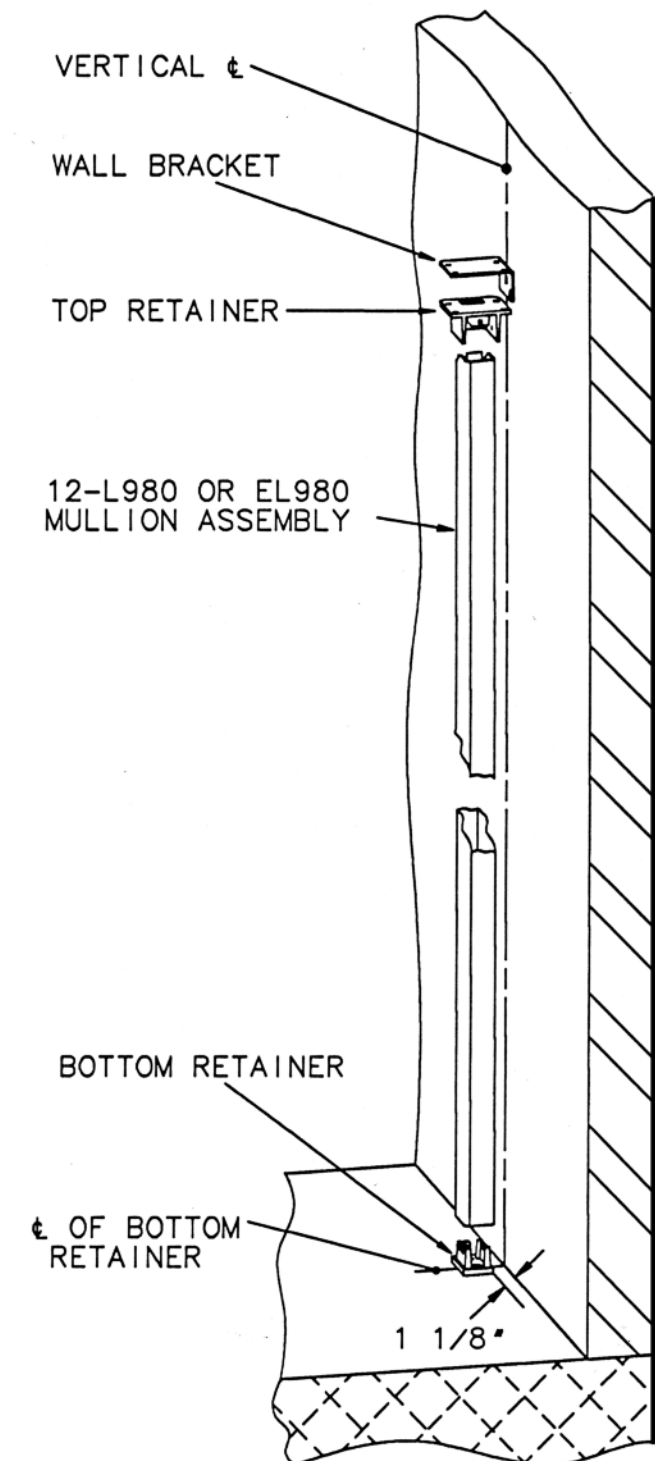 VERTICAL ℄
WALL BRACKET
TOP RETAINER
12-L980 OR EL980
MULLION ASSEMBLY
BOTTOM RETAINER
℄ OF BOTTOM
RETAINER
1 1/8"